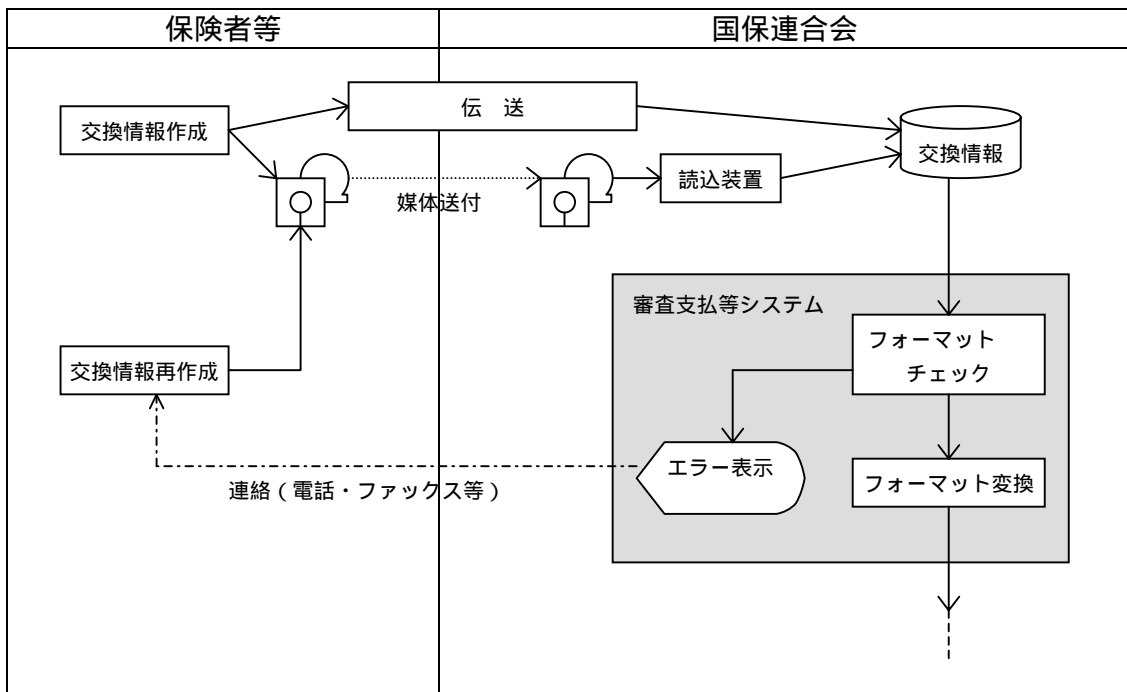 保険者等
国保連合会
伝 送
交換情報作成
交換情報
読込装置
媒体送付
審査支払等システム
フォーマット
チェック
交換情報再作成
エラー表示
フォーマット変換
連絡(電話・ファックス等)